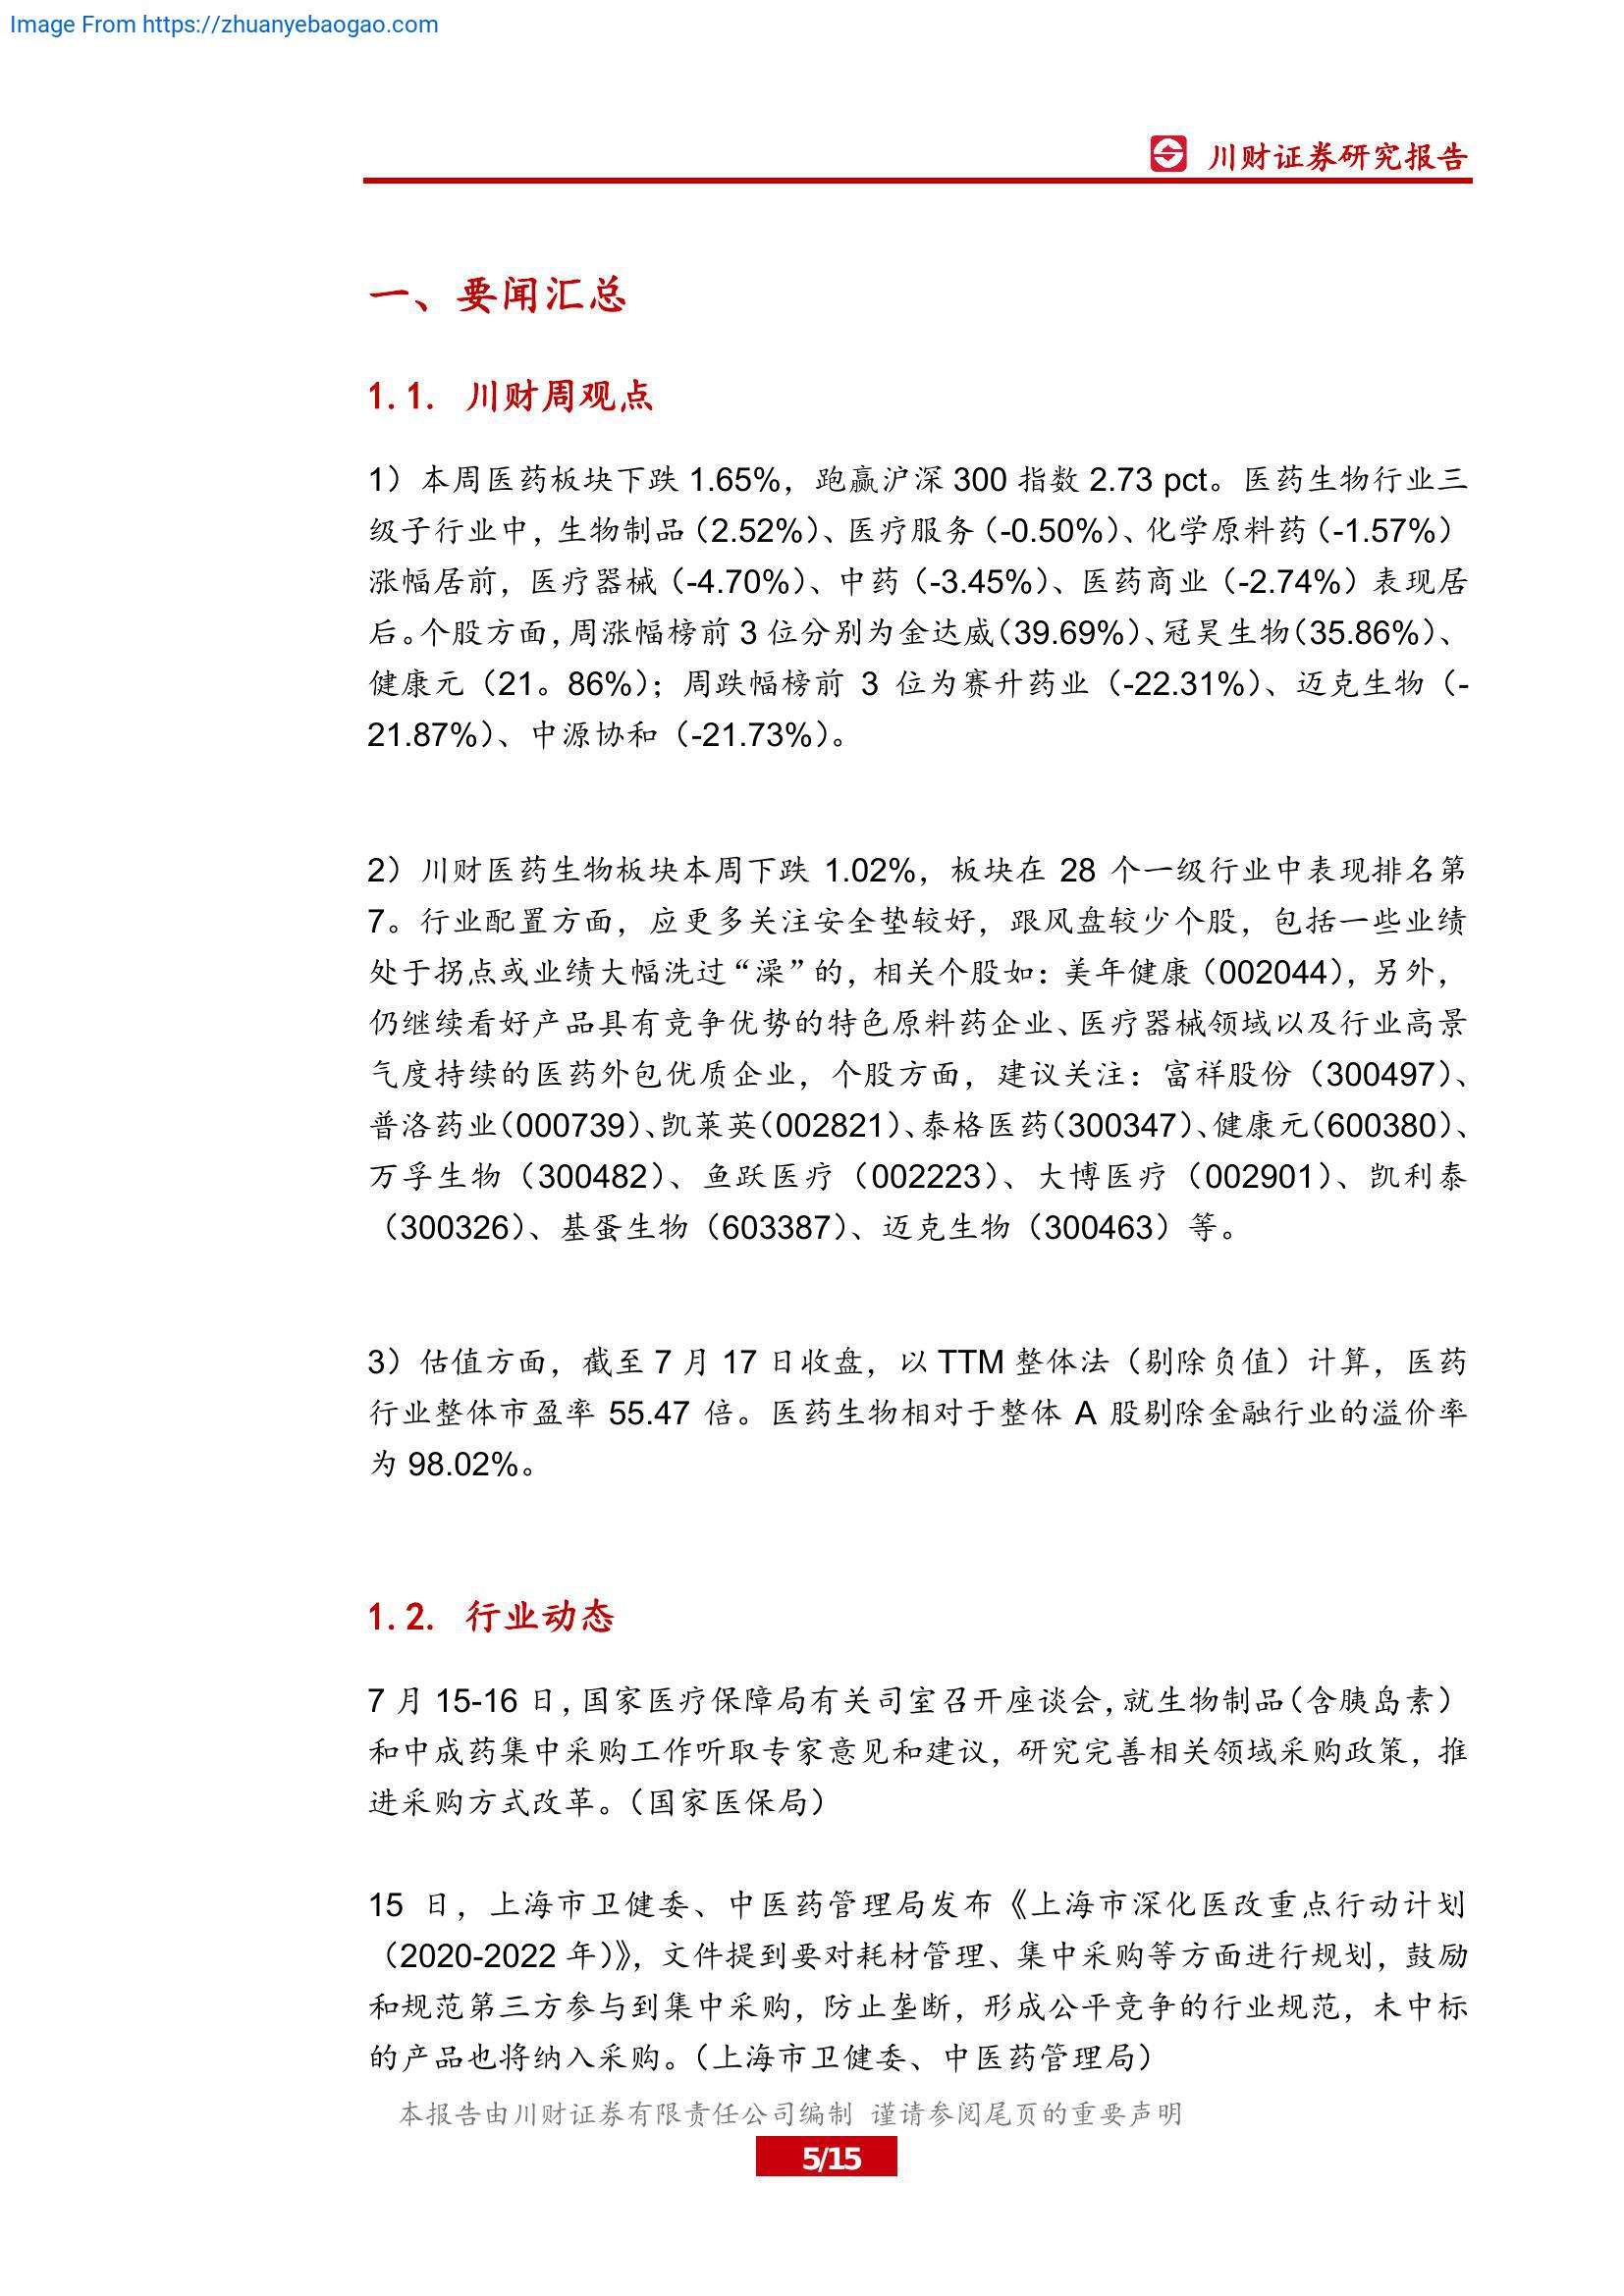 Image From https://zhuanyebaogao.com
川财证券研究报告
一、要闻汇总
1.1. 川财周观点
1）本周医药板块下跌 1.65%，跑赢沪深 300 指数 2.73 pct。医药生物行业三
级子行业中，生物制品（2.52%）、医疗服务（-0.50%）、化学原料药（-1.57%）
涨幅居前，医疗器械（-4.70%）、中药（-3.45%）、医药商业（-2.74%）表现居
后。个股方面，周涨幅榜前 3 位分别为金达威（39.69%）、冠昊生物（35.86%）、
健康元（21。86%）；周跌幅榜前 3 位为赛升药业（-22.31%）、迈克生物（-
21.87%）、中源协和（-21.73%）。
2）川财医药生物板块本周下跌 1.02%，板块在 28 个一级行业中表现排名第
7。行业配置方面，应更多关注安全垫较好，跟风盘较少个股，包括一些业绩
处于拐点或业绩大幅洗过“澡”的，相关个股如：美年健康（002044），另外，
仍继续看好产品具有竞争优势的特色原料药企业、医疗器械领域以及行业高景
气度持续的医药外包优质企业，个股方面，建议关注：富祥股份（300497）、
普洛药业（000739）、凯莱英（002821）、泰格医药（300347）、健康元（600380）、
万孚生物（300482）、鱼跃医疗（002223）、大博医疗（002901）、凯利泰
（300326）、基蛋生物（603387）、迈克生物（300463）等。
3）估值方面，截至 7 月 17 日收盘，以 TTM 整体法（剔除负值）计算，医药
行业整体市盈率 55.47 倍。医药生物相对于整体 A 股剔除金融行业的溢价率
为 98.02%。
1.2. 行业动态
7 月 15-16 日，国家医疗保障局有关司室召开座谈会，就生物制品（含胰岛素）
和中成药集中采购工作听取专家意见和建议，研究完善相关领域采购政策，推
进采购方式改革。（国家医保局）
15 日，上海市卫健委、中医药管理局发布《上海市深化医改重点行动计划
（2020-2022 年）》，文件提到要对耗材管理、集中采购等方面进行规划，鼓励
和规范第三方参与到集中采购，防止垄断，形成公平竞争的行业规范，未中标
的产品也将纳入采购。（上海市卫健委、中医药管理局）
本报告由川财证券有限责任公司编制 谨请参阅尾页的重要声明
5/15